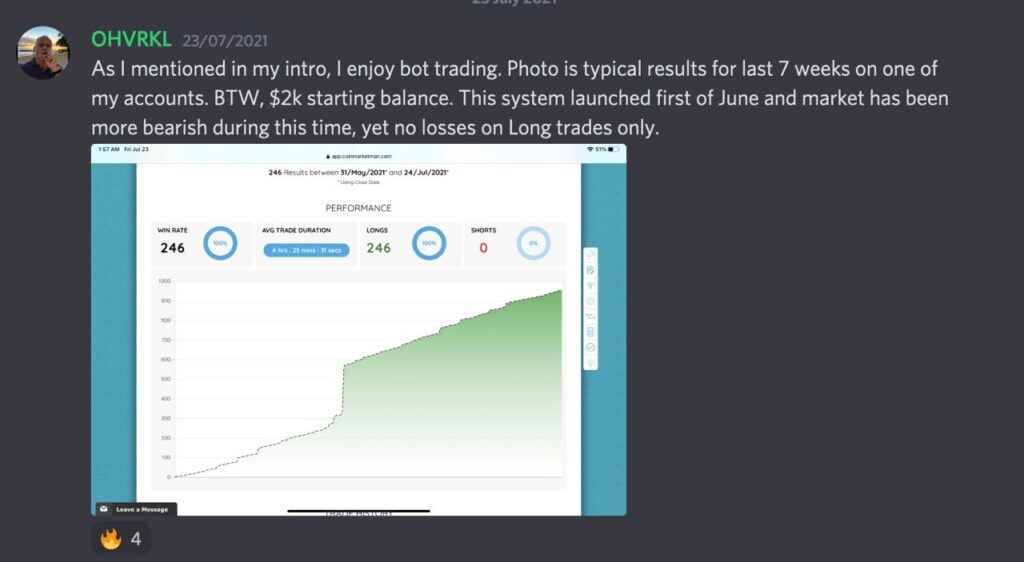 23 July 2021
OHVRKL 23/07/2021
As I mentioned in my intro, I enjoy bot trading. Photo is typical results for last 7 weeks on one of
my accounts. BTW, $2k starting balance. This system launched first of June and market has been
more bearish during this time, yet no losses on Long trades only.
1:57 AM Fri Jul 23
app.coinmarketman.com
51%
246 Results between 31/May/2021* and 24/Jul/2021*
* Using Close Date
PERFORMANCE
WIN RATE
246
100%
AVG TRADE DURATION
4 hrs : 23 mins : 31 secs
LONGS
246
100%
SHORTS
0
0%
1000
900
800
700
600
500
400
300
200
100
0
Leave a Message
TRADE HISTORY
4